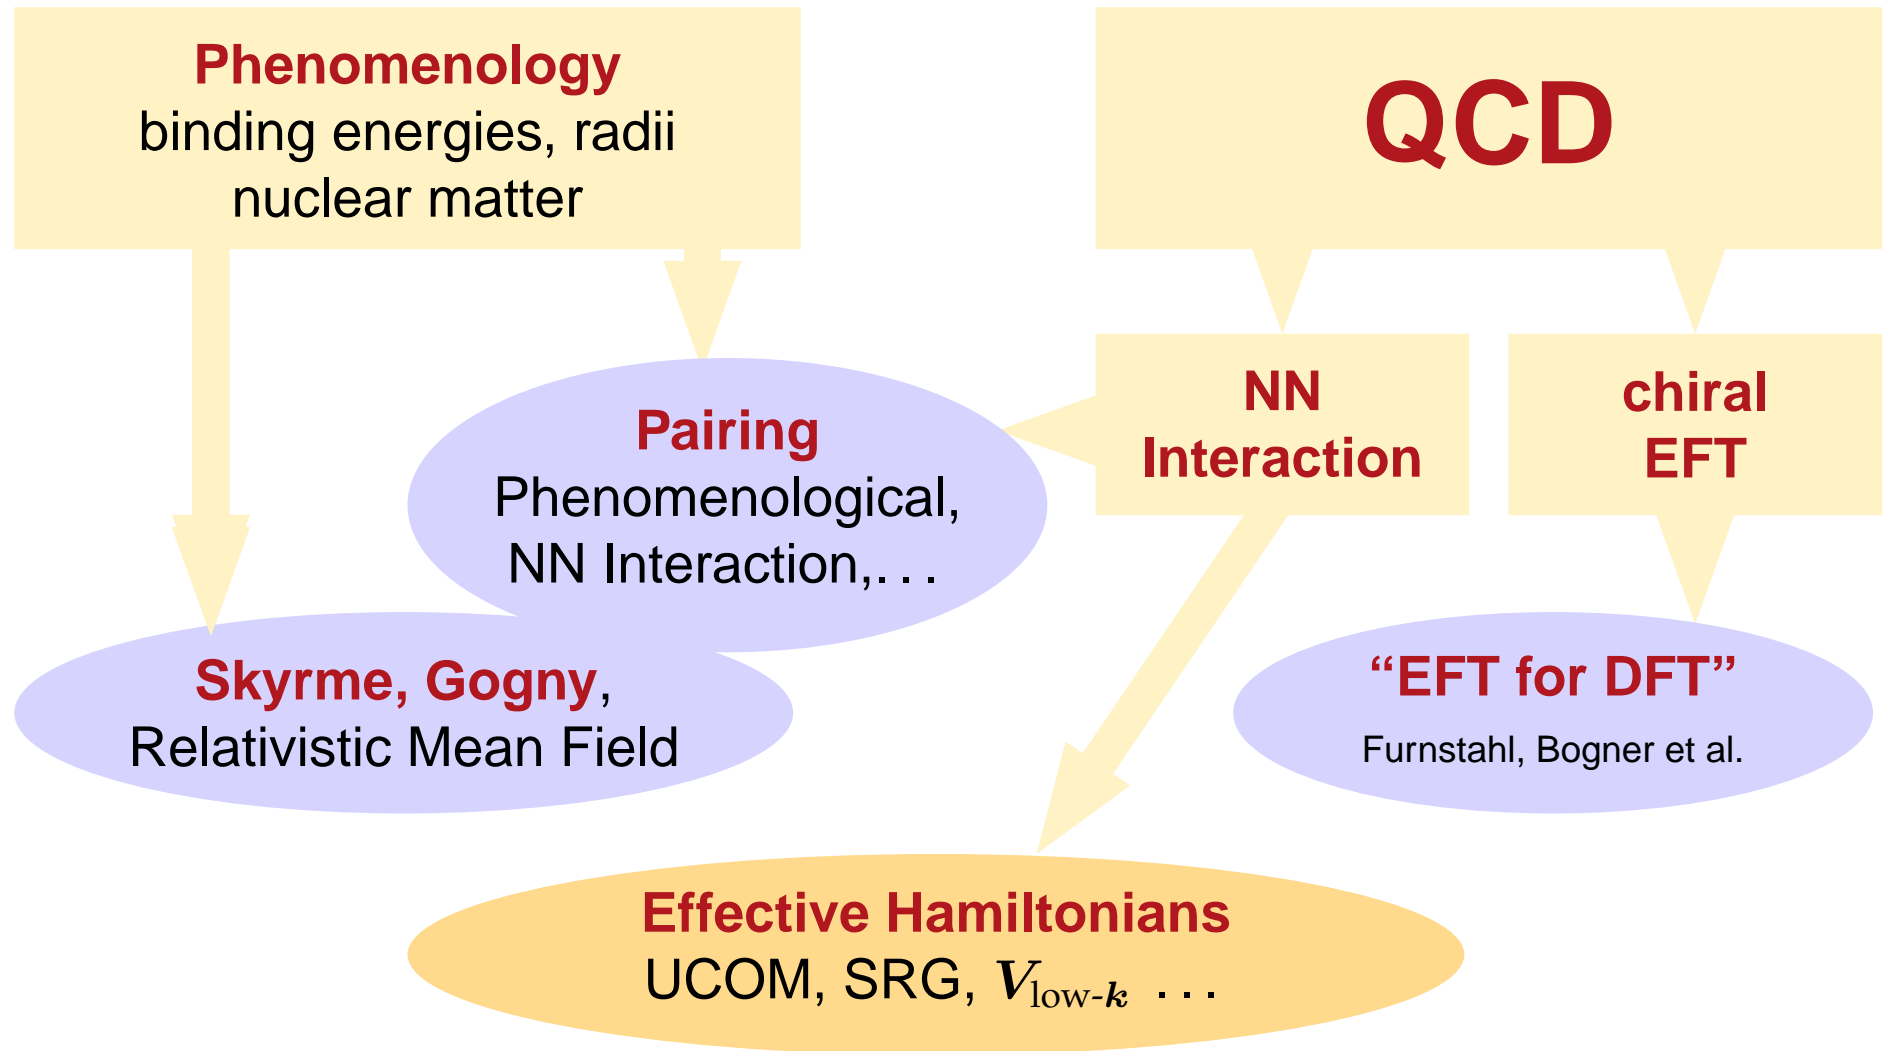 Phenomenology
binding energies, radii
nuclear matter
QCD
NN
Interaction
chiral
EFT
Pairing
Phenomenological,
NN Interaction,...
Skyrme, Gogny,
Relativistic Mean Field
“EFT for DFT”
Furnstahl, Bogner et al.
Effective Hamiltonians
UCOM, SRG, Vlow-k ...